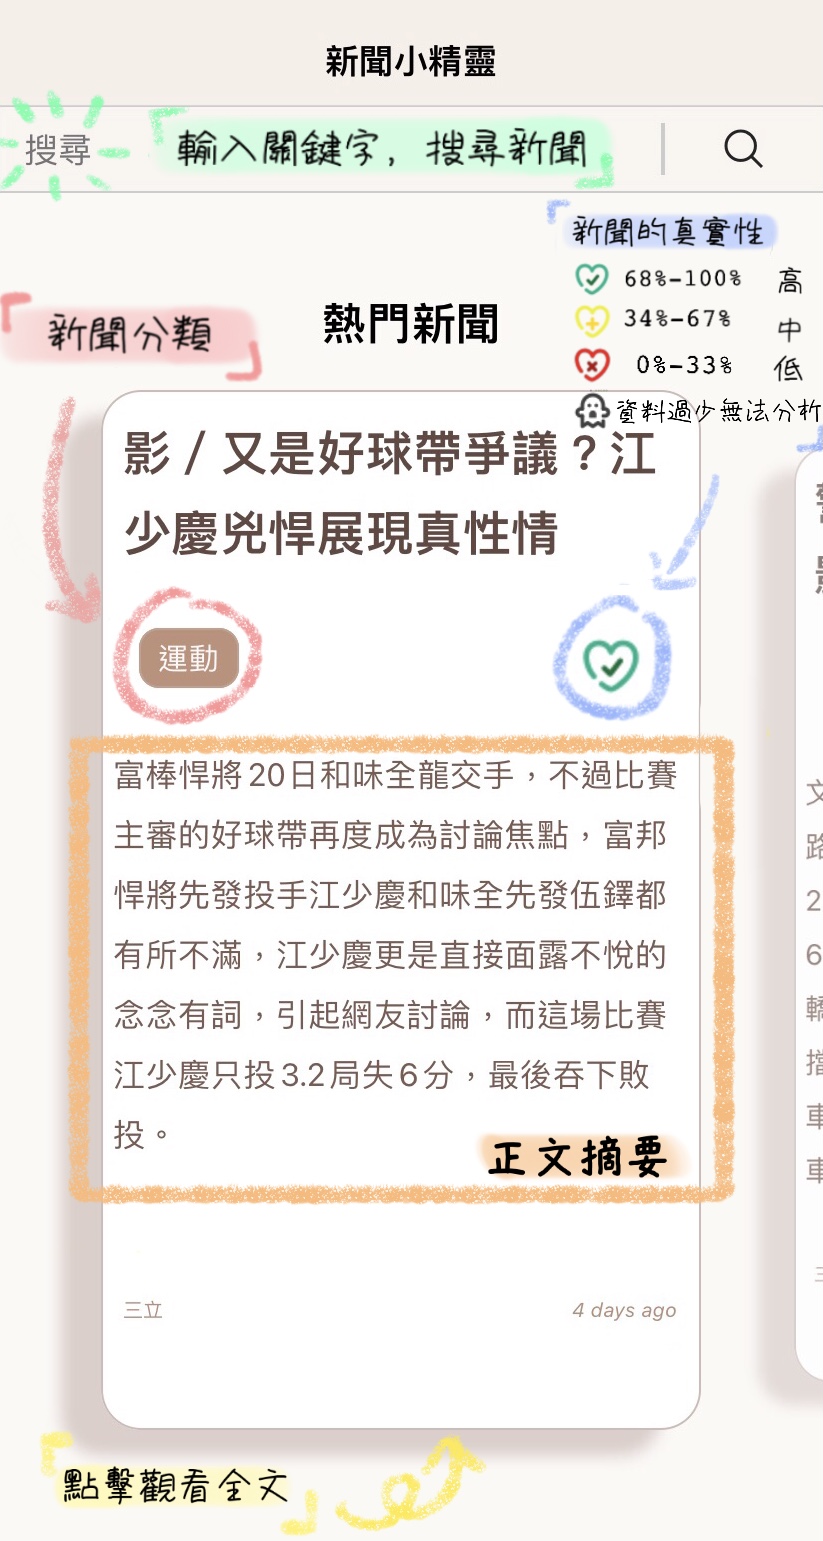 新聞小精靈
搜尋 輸入關鍵字，搜尋新聞
新聞的真實性
68%-100% 高
34%-67% 中
0%-33% 低
資料過少無法分析
新聞分類
熱門新聞
影 / 又是好球帶爭議？江
少慶兇悍展現真性情
運動
富棒悍將20日和味全龍交手，不過比賽
主審的好球帶再度成為討論焦點，富邦
悍將先發投手江少慶和味全先發伍鐸都
有所不滿，江少慶更是直接面露不悅的
念念有詞，引起網友討論，而這場比賽
江少慶只投3.2局失6分，最後吞下敗
投。
正文摘要
三立 4 days ago
點擊觀看全文
文
路
2
6
轎
擋
車
車